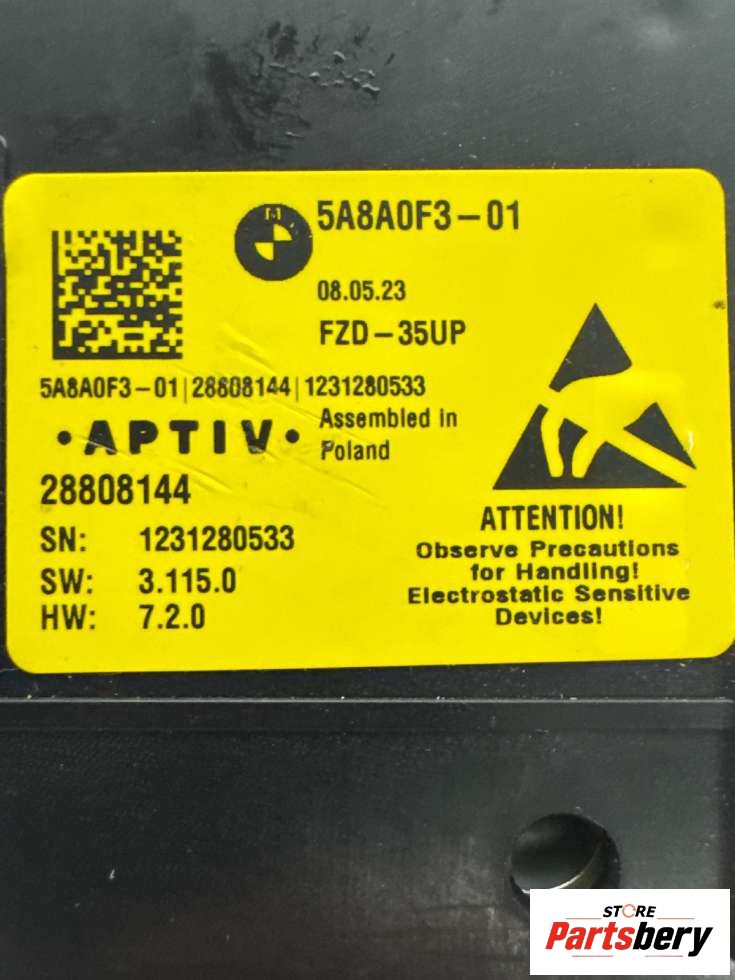 5A8A0F3-01
08.05.23
FZD-35UP
5A8A0F3-01|28808144|1231280533
•APTIV•
Assembled in
Poland
28808144
SN: 1231280533
SW: 3.115.0
HW: 7.2.0
ATTENTION!
Observe Precautions
for Handling!
Electrostatic Sensitive
Devices!
STORE
Partsbery